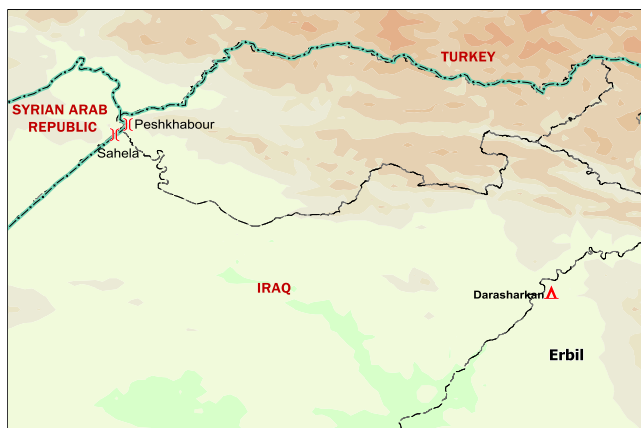 TURKEY
SYRIAN ARAB
REPUBLIC
Peshkhabour
Sahela
IRAQ
Darasharkan
Erbil